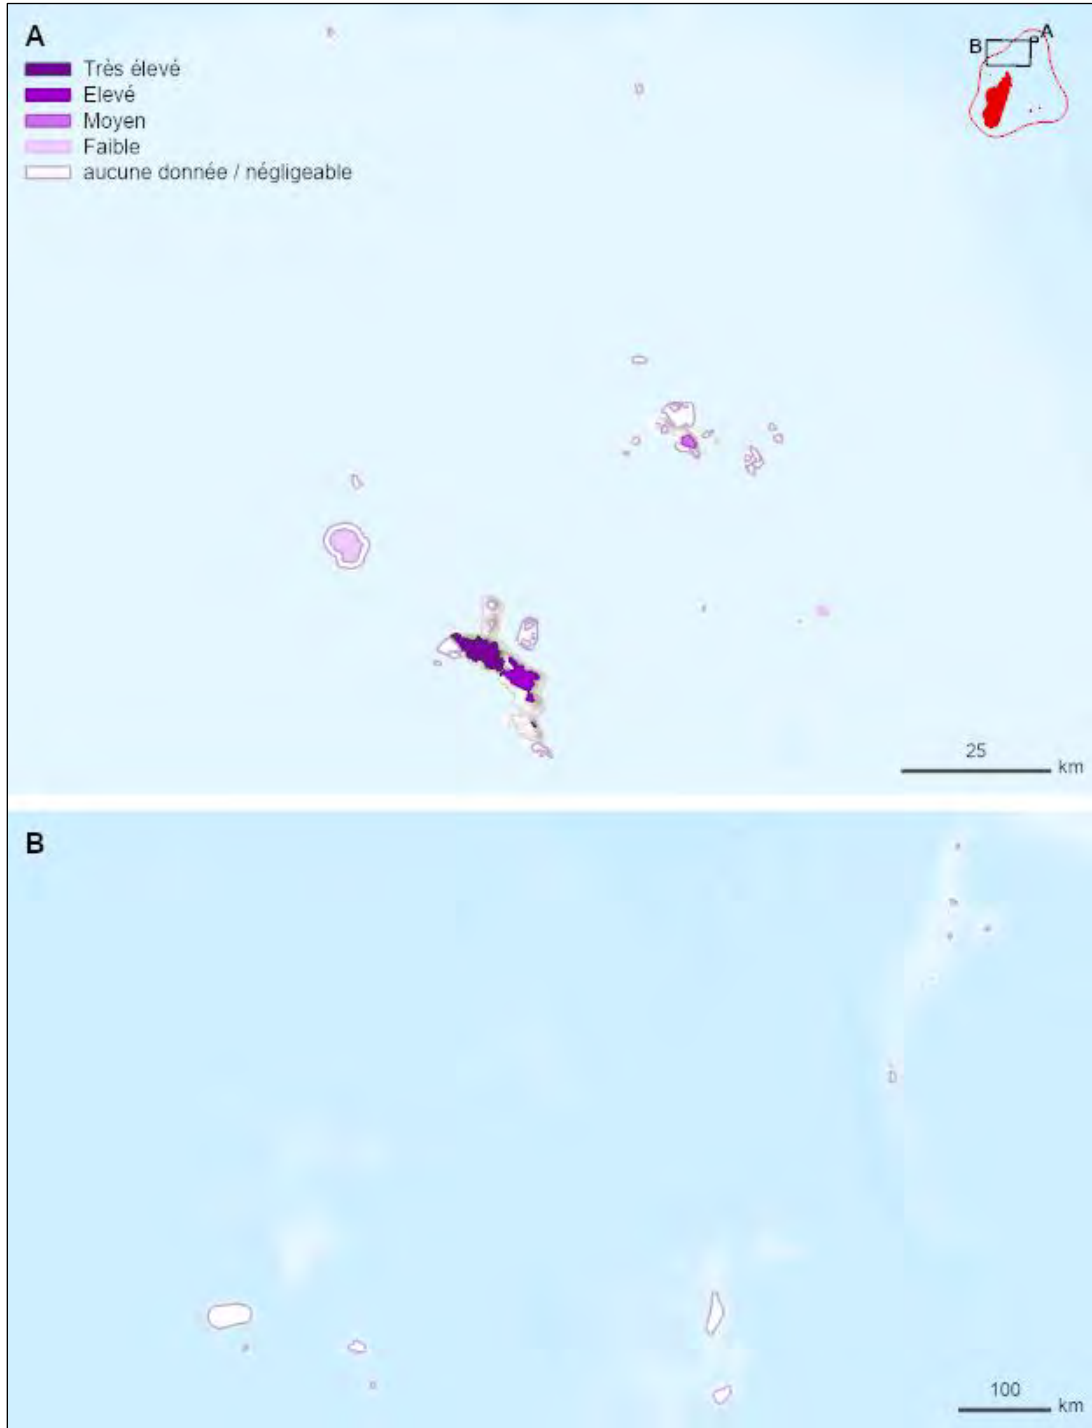 A
Très élevé
Elevé
Moyen
Faible
aucune donnée / négligeable
B
A
25
km
B
100
km